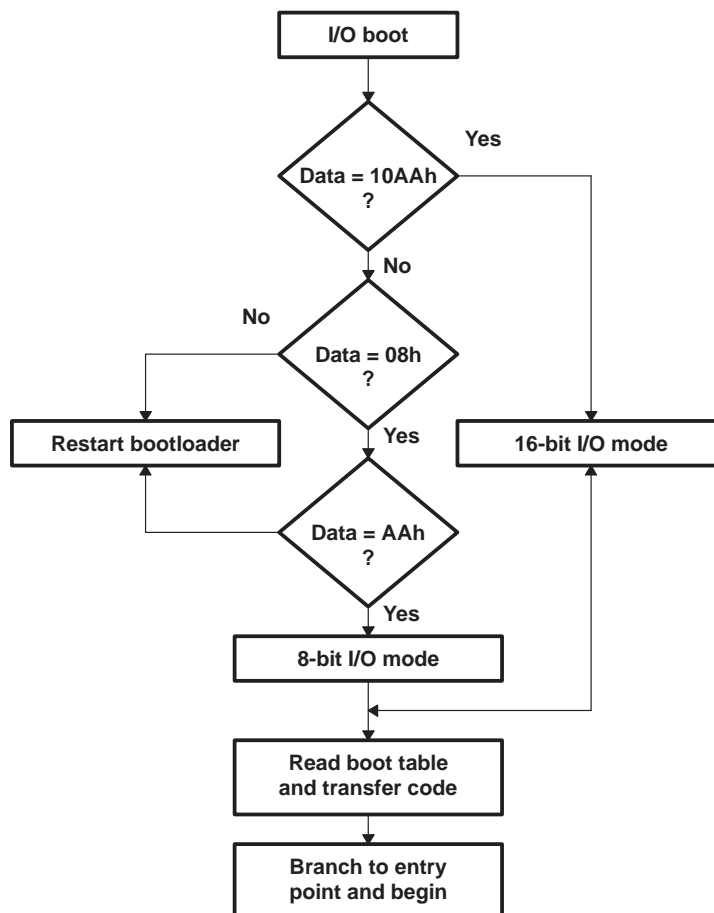 I/O boot
Yes
Data = 10AAh
?
No
No
Data = 08h
?
Restart bootloader
Yes
16-bit I/O mode
Data = AAh
?
Yes
8-bit I/O mode
Read boot table
and transfer code
Branch to entry
point and begin